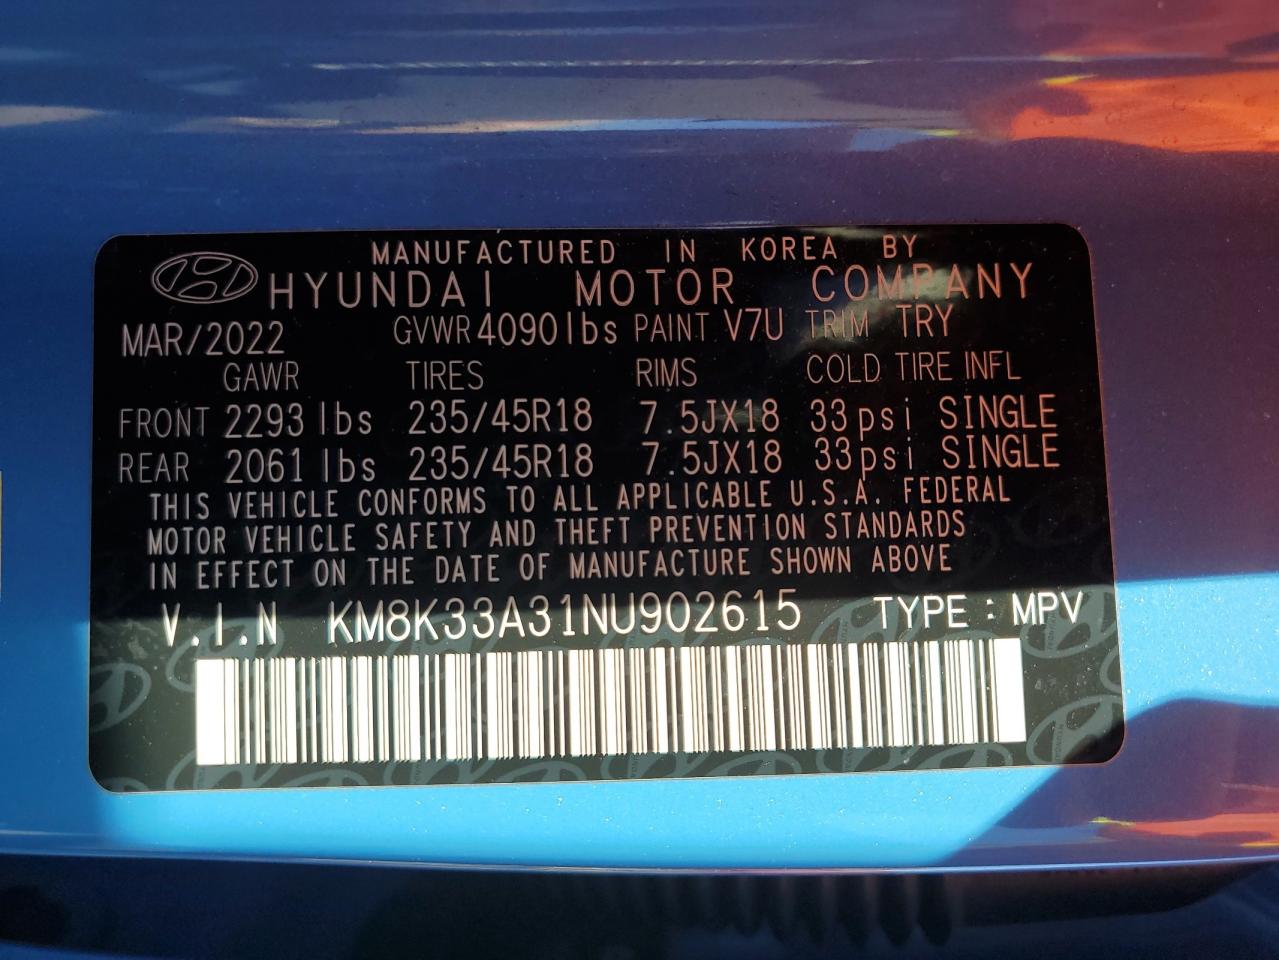 MANUFACTURED IN KOREA BY
HYUNDAI MOTOR COMPANY
MAR/2022 GVWR 4090lbs PAINT V7U TRIM TRY
GAWR TIRES RIMS COLD TIRE INFL
FRONT 2293 lbs 235/45R18 7.5JX18 33psi SINGLE
REAR 2061 lbs 235/45R18 7.5JX18 33psi SINGLE
THIS VEHICLE CONFORMS TO ALL APPLICABLE U.S.A. FEDERAL
MOTOR VEHICLE SAFETY AND THEFT PREVENTION STANDARDS
IN EFFECT ON THE DATE OF MANUFACTURE SHOWN ABOVE
V.I.N KM8K33A31NU902615 TYPE : MPV